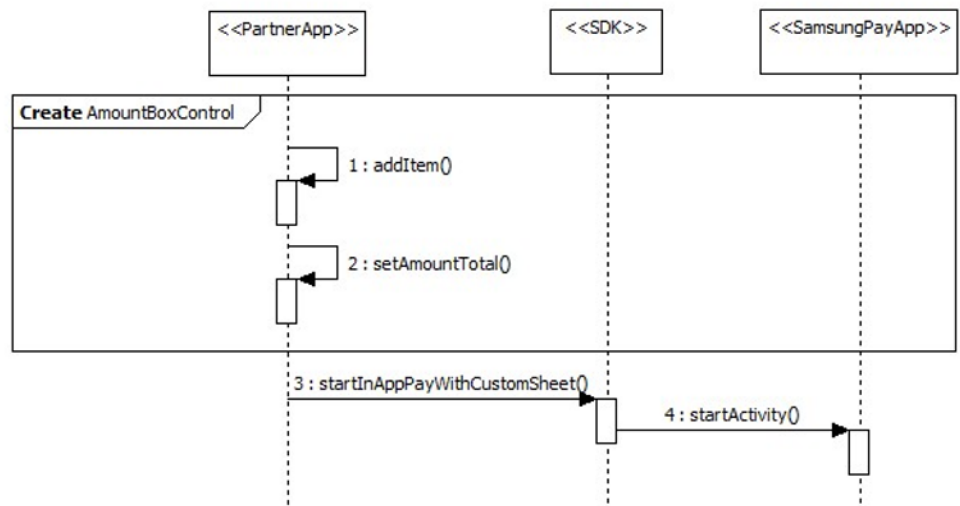 <<PartnerApp>>
<<SDK>>
<<SamsungPayApp>>
Create AmountBoxControl
1 : addItem()
2 : setAmountTotal()
3 : startInAppPayWithCustomSheet()
4 : startActivity()